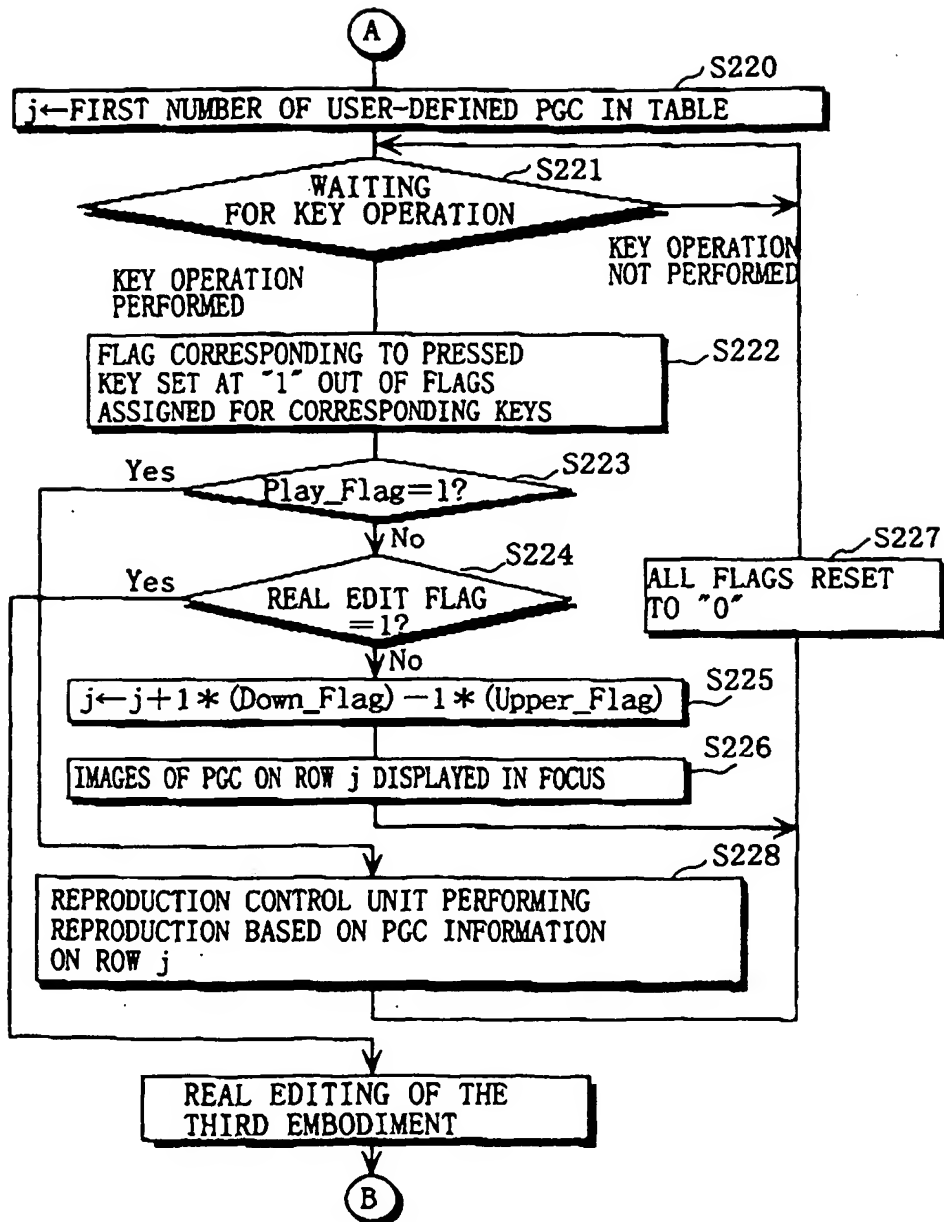 A
S220
j←FIRST NUMBER OF USER-DEFINED PGC IN TABLE
S221
WAITING
FOR KEY OPERATION
KEY OPERATION
NOT PERFORMED
KEY OPERATION
PERFORMED
S222
FLAG CORRESPONDING TO PRESSED
KEY SET AT "1" OUT OF FLAGS
ASSIGNED FOR CORRESPONDING KEYS
Yes
S223
Play_Flag=1?
No
S224
Yes
REAL EDIT FLAG
=1?
No
S227
ALL FLAGS RESET
TO "0"
S225
j←j+1*(Down_Flag)-1*(Upper_Flag)
S226
IMAGES OF PGC ON ROW j DISPLAYED IN FOCUS
S228
REPRODUCTION CONTROL UNIT PERFORMING
REPRODUCTION BASED ON PGC INFORMATION
ON ROW j
REAL EDITING OF THE
THIRD EMBODIMENT
B